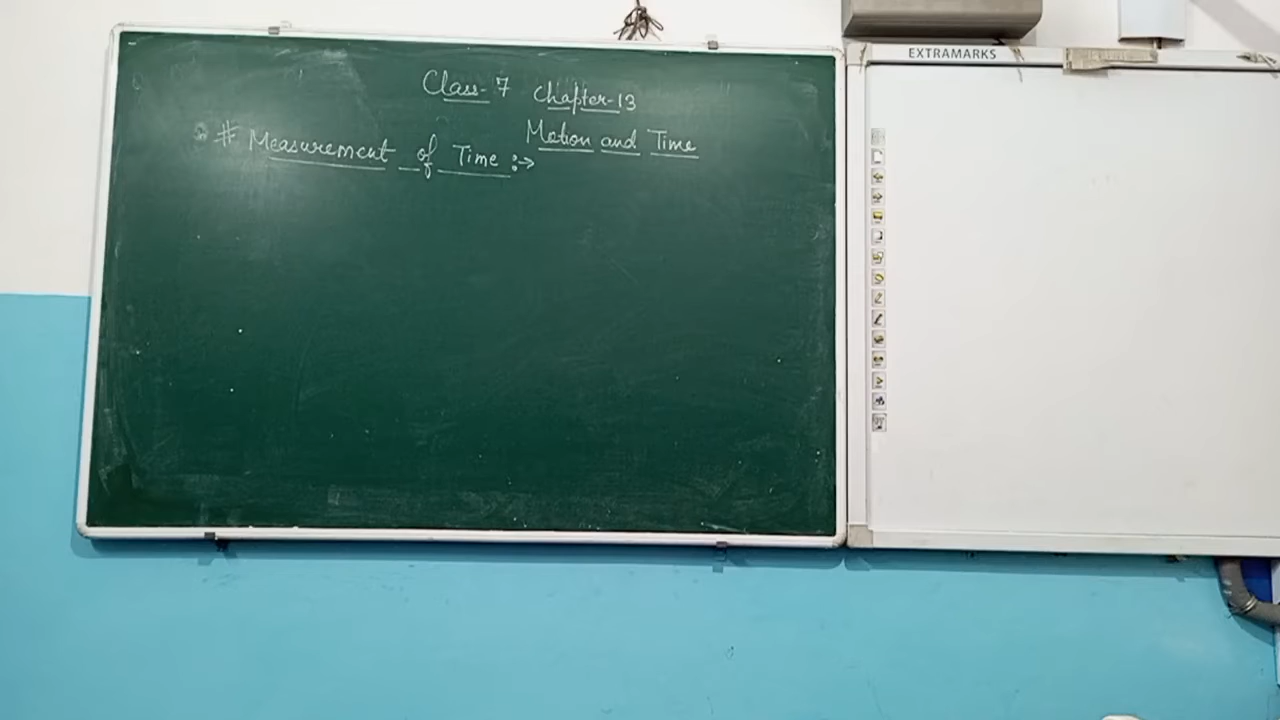 Class-7 Chapter-13
Motion and Time
# Measurement of Time :→
EXTRAMARKS